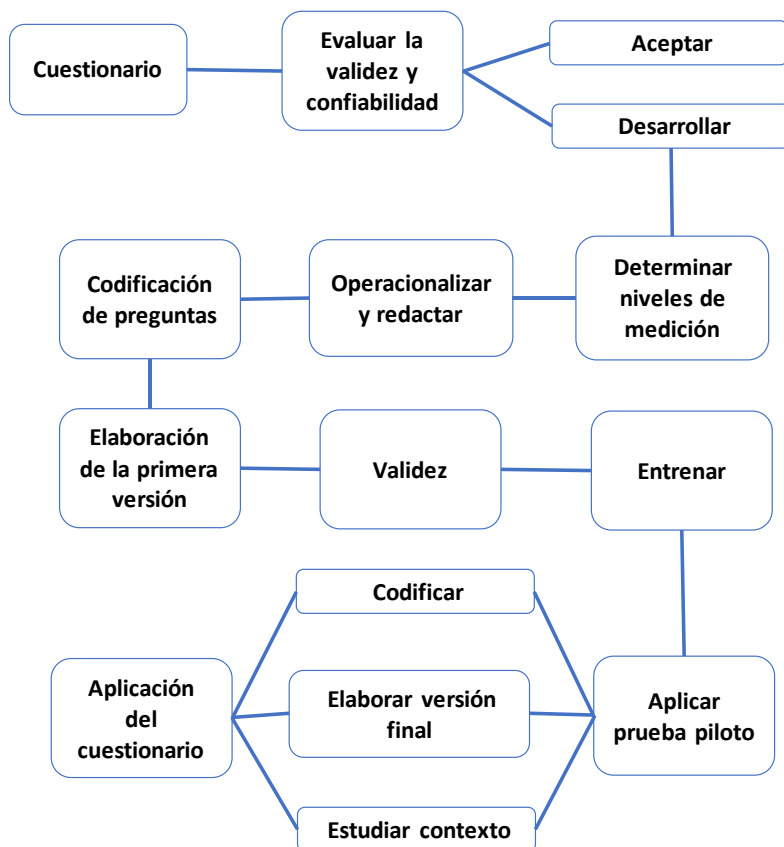 Cuestionario
Evaluar la
validez y
confiabilidad
Aceptar
Desarrollar
Determinar
niveles de
medición
Operacionalizar
y redactar
Codificación
de preguntas
Elaboración
de la primera
versión
Validez
Entrenar
Aplicar
prueba piloto
Codificar
Elaborar versión
final
Estudiar contexto
Aplicación
del
cuestionario